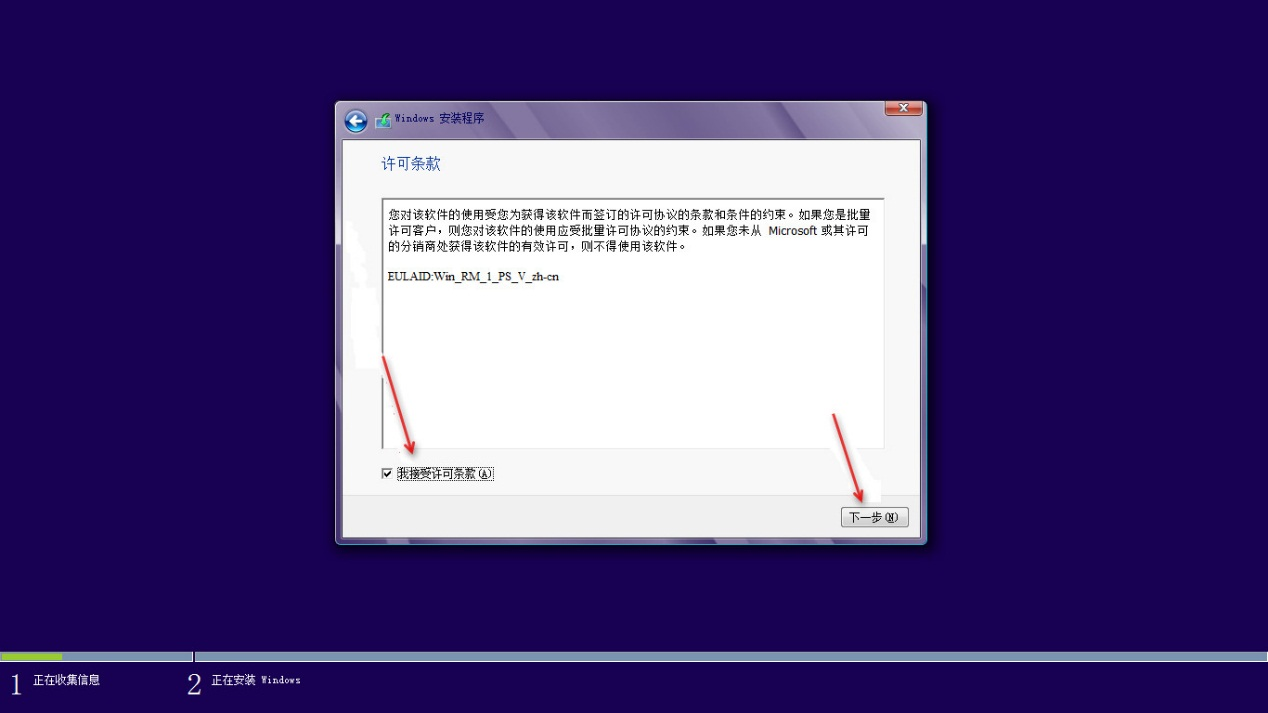 Windows 安装程序
许可条款
您对该软件的使用受您为获得该软件而签订的许可协议的条款和条件的约束。如果您是批量
许可客户，则您对该软件的使用应受批量许可协议的约束。如果您未从 Microsoft 或其许可
的分销商处获得该软件的有效许可，则不得使用该软件。
EULAID:Win_RM_1_PS_V_zh-cn
我接受许可条款(A)
下一步(N)
1 正在收集信息
2 正在安装 Windows